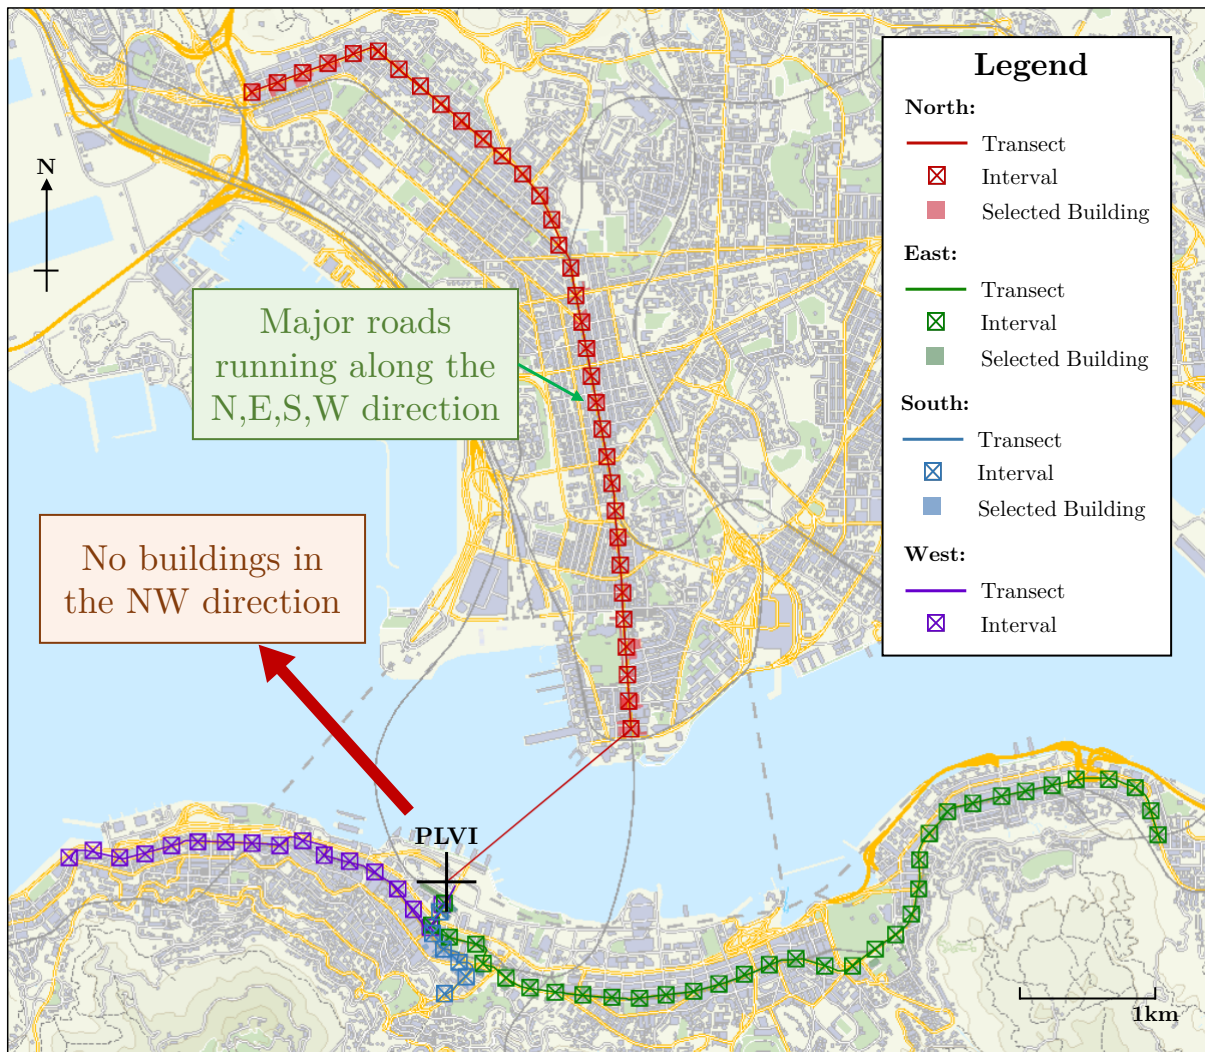 Legend
North:
Transect
Interval
Selected Building
East:
Transect
Interval
Selected Building
South:
Transect
Interval
Selected Building
West:
Transect
Interval
N
Major roads
running along the
N,E,S,W direction
No buildings in
the NW direction
PLVI
1km